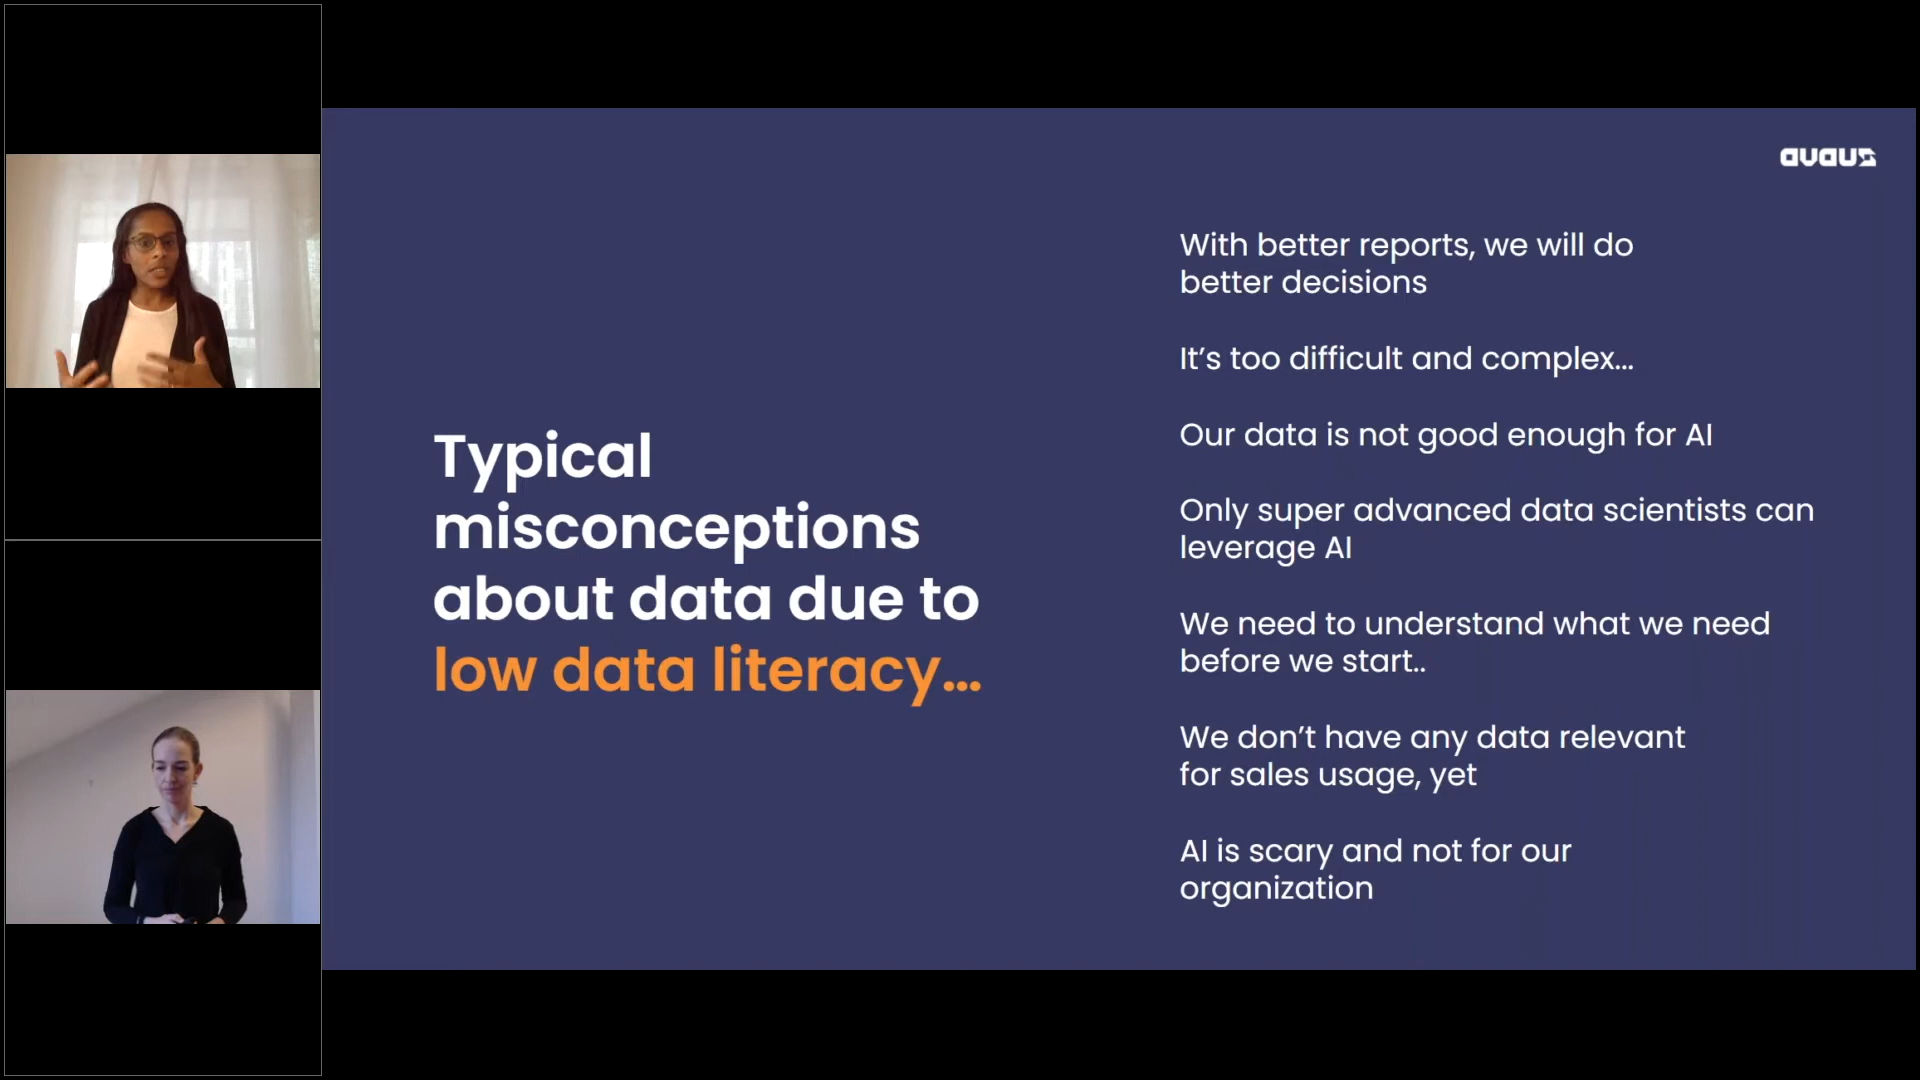 avaus
With better reports, we will do
better decisions
It’s too difficult and complex…
Our data is not good enough for AI
Only super advanced data scientists can
leverage AI
We need to understand what we need
before we start..
We don’t have any data relevant
for sales usage, yet
AI is scary and not for our
organization
Typical
misconceptions
about data due to
low data literacy…